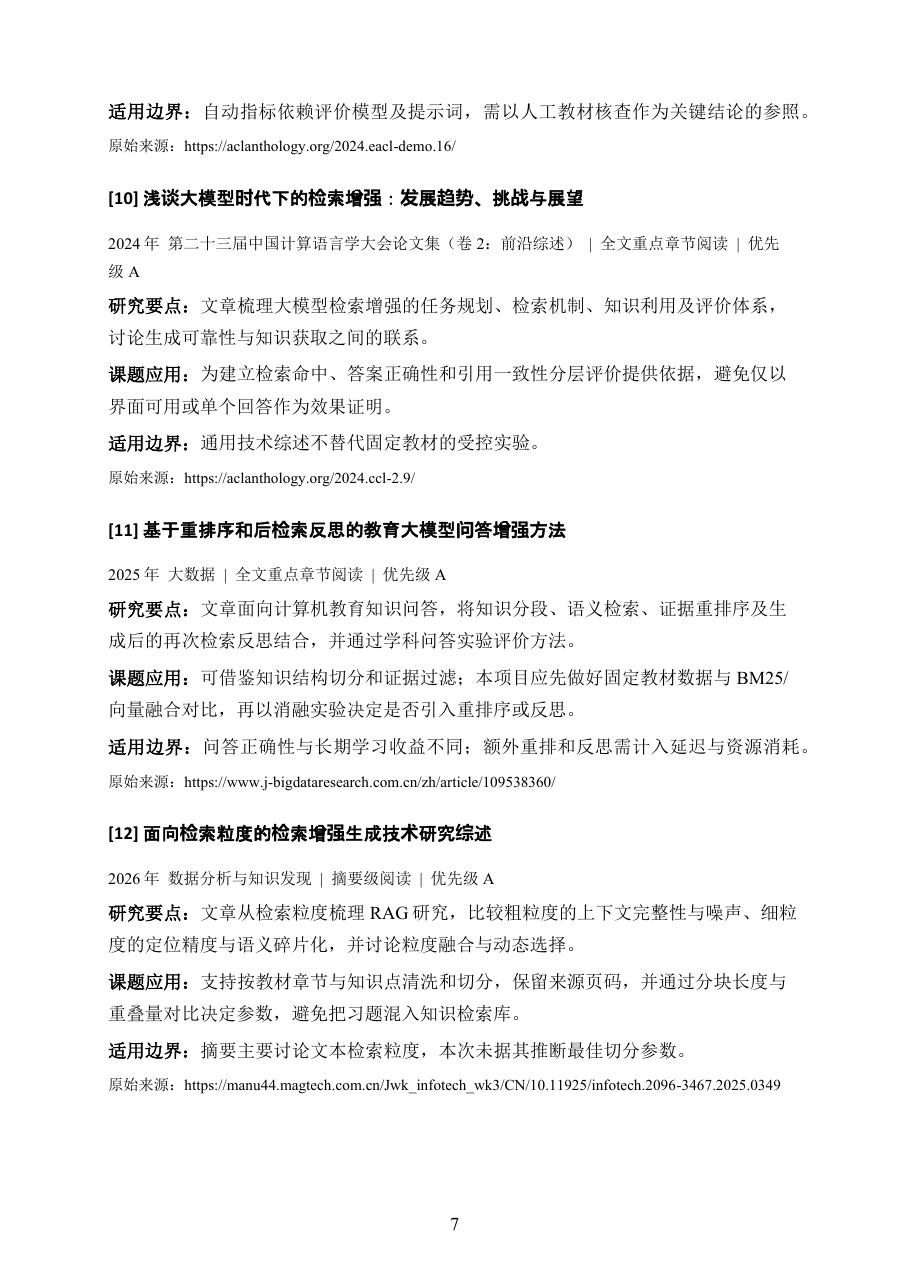 适用边界：自动指标依赖评价模型及提示词，需以人工教材核查作为关键结论的参照。
原始来源：https://aclanthology.org/2024.eacl-demo.16/
[10] 浅谈大模型时代下的检索增强：发展趋势、挑战与展望
2024 年 第二十三届中国计算语言学大会论文集（卷 2：前沿综述） | 全文重点章节阅读 | 优先
级 A
研究要点：文章梳理大模型检索增强的任务规划、检索机制、知识利用及评价体系，
讨论生成可靠性与知识获取之间的联系。
课题应用：为建立检索命中、答案正确性和引用一致性分层评价提供依据，避免仅以
界面可用或单个回答作为效果证明。
适用边界：通用技术综述不替代固定教材的受控实验。
原始来源：https://aclanthology.org/2024.ccl-2.9/
[11] 基于重排序和后检索反思的教育大模型问答增强方法
2025 年 大数据 | 全文重点章节阅读 | 优先级 A
研究要点：文章面向计算机教育知识问答，将知识分段、语义检索、证据重排序及生
成后的再次检索反思结合，并通过学科问答实验评价方法。
课题应用：可借鉴知识结构切分和证据过滤；本项目应先做好固定教材数据与 BM25/
向量融合对比，再以消融实验决定是否引入重排序或反思。
适用边界：问答正确性与长期学习收益不同；额外重排和反思需计入延迟与资源消耗。
原始来源：https://www.j-bigdataresearch.com.cn/zh/article/109538360/
[12] 面向检索粒度的检索增强生成技术研究综述
2026 年 数据分析与知识发现 | 摘要级阅读 | 优先级 A
研究要点：文章从检索粒度梳理 RAG 研究，比较粗粒度的上下文完整性与噪声、细粒
度的定位精度与语义碎片化，并讨论粒度融合与动态选择。
课题应用：支持按教材章节与知识点清洗和切分，保留来源页码，并通过分块长度与
重叠量对比决定参数，避免把习题混入知识检索库。
适用边界：摘要主要讨论文本检索粒度，本次未据其推断最佳切分参数。
原始来源：https://manu44.magtech.com.cn/Jwk_infotech_wk3/CN/10.11925/infotech.2096-3467.2025.0349
7